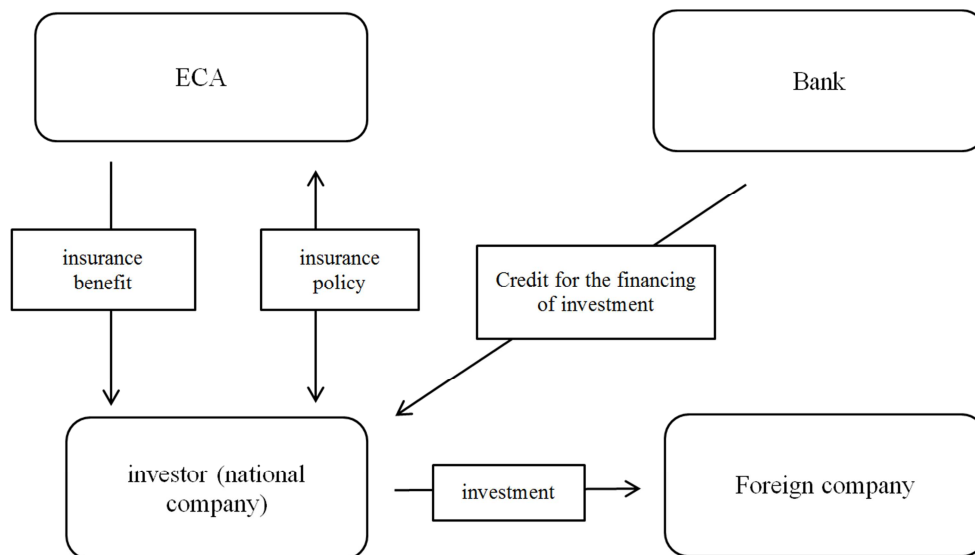 ECA
Bank
insurance
benefit
insurance
policy
Credit for the financing
of investment
investor (national
company)
investment
Foreign company